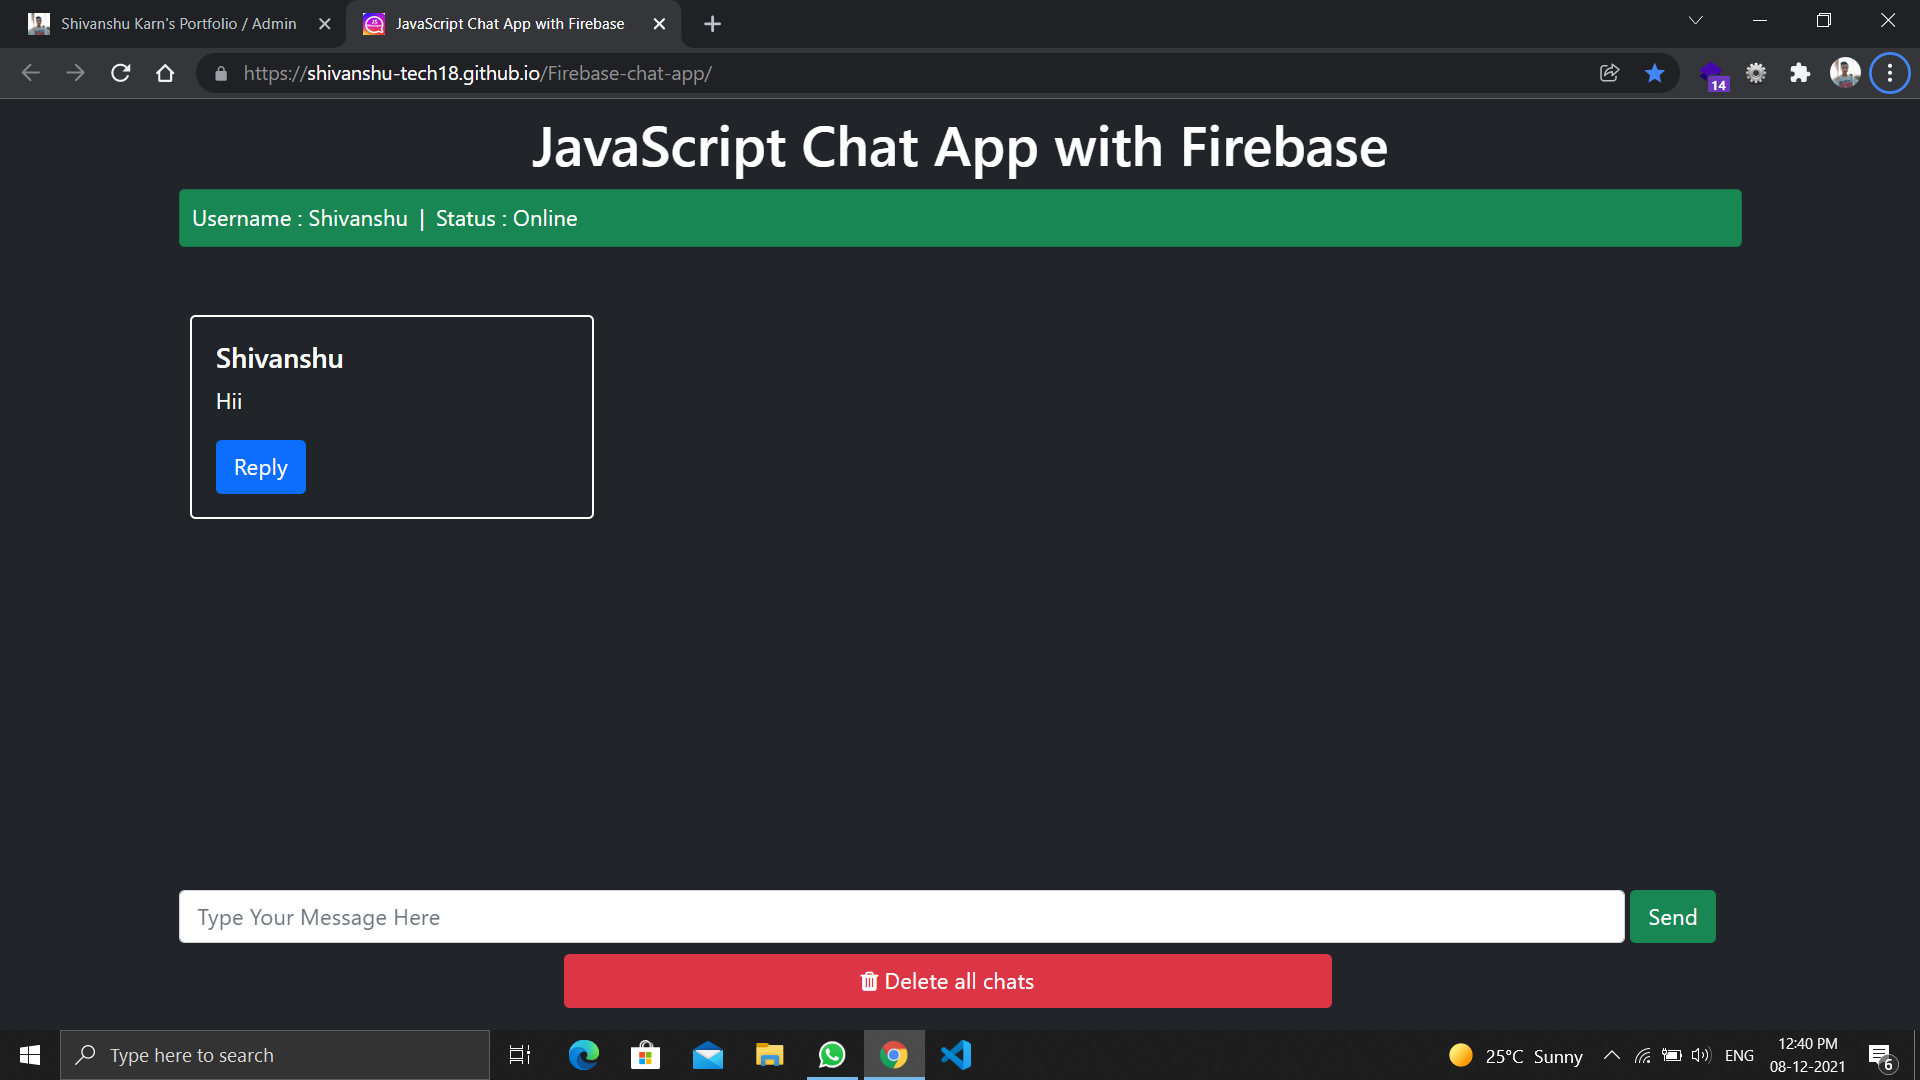 Shivanshu Karn's Portfolio / Admin
JavaScript Chat App with Firebase
https://shivanshu-tech18.github.io/Firebase-chat-app/
14
JavaScript Chat App with Firebase
Username : Shivanshu | Status : Online
Shivanshu
Hii
Reply
Type Your Message Here
Send
Delete all chats
Type here to search
25°C Sunny
ENG
12:40 PM
08-12-2021
6